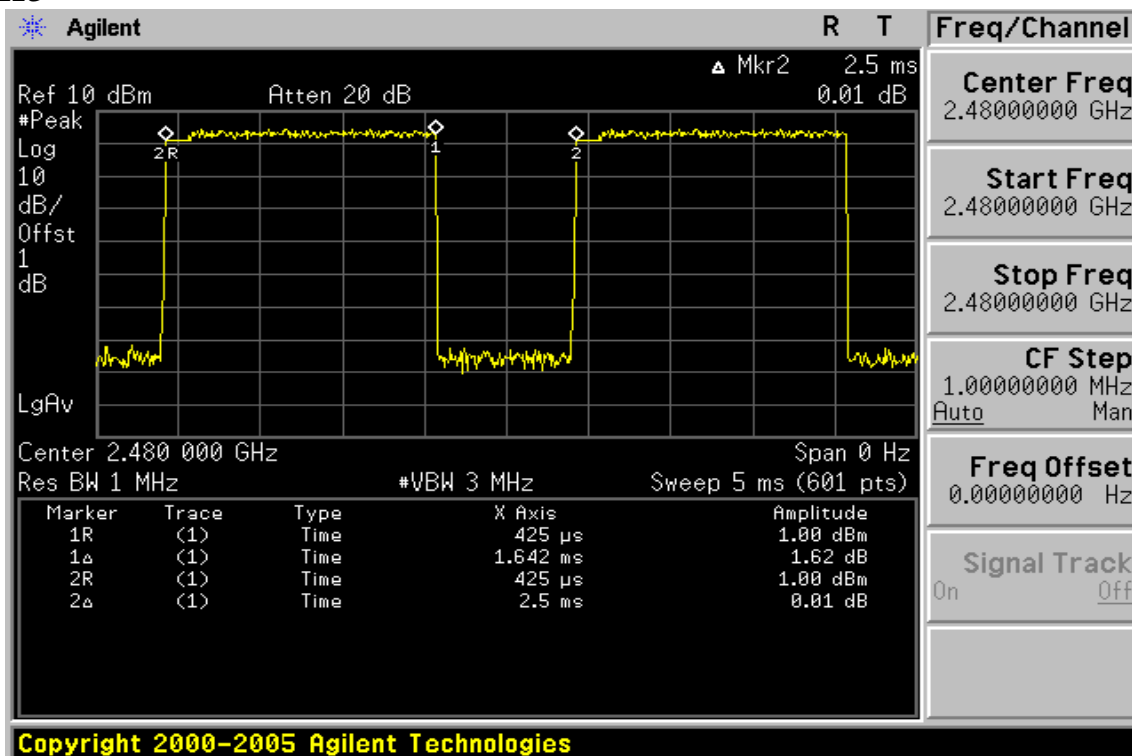 Agilent R T
Freq/Channel
▵ Mkr2 2.5 ms
Ref 10 dBm Atten 20 dB 0.01 dB
#Peak
Log
10
dB/
Offst
1
dB
LgAv
2R
1
2
Center 2.480 000 GHz Span 0 Hz
Res BW 1 MHz #VBW 3 MHz Sweep 5 ms (601 pts)
Marker Trace Type X Axis Amplitude
1R (1) Time 425 µs 1.00 dBm
1▵ (1) Time 1.642 ms 1.62 dB
2R (1) Time 425 µs 1.00 dBm
2▵ (1) Time 2.5 ms 0.01 dB
Center Freq
2.48000000 GHz
Start Freq
2.48000000 GHz
Stop Freq
2.48000000 GHz
CF Step
1.00000000 MHz
Auto Man
Freq Offset
0.00000000 Hz
Signal Track
On Off
Copyright 2000–2005 Agilent Technologies